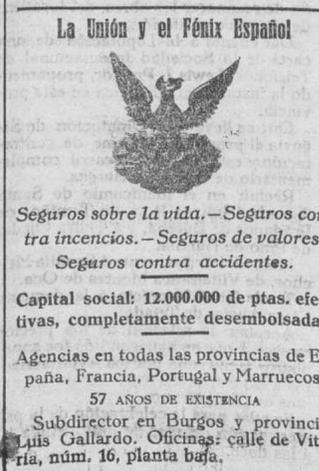 La Unión y el Fénix Español
Seguros sobre la vida.—Seguros con
tra incencios.—Seguros de valores
Seguros contra accidentes.
Capital social: 12.000.000 de ptas. efe
tivas, completamente desembolsada
Agencias en todas las provincias de E
paña, Francia, Portugal y Marruecos
57 AÑOS DE EXISTENCIA
Subdirector en Burgos y provinci
Luis Gallardo. Oficinas: calle de Vit
ria, núm. 16, planta baja.